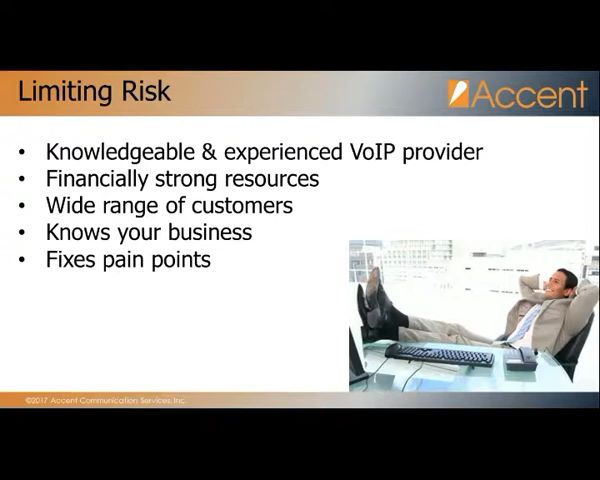 Limiting Risk
Accent
• Knowledgeable & experienced VoIP provider
• Financially strong resources
• Wide range of customers
• Knows your business
• Fixes pain points
©2017 Accent Communication Services, Inc.